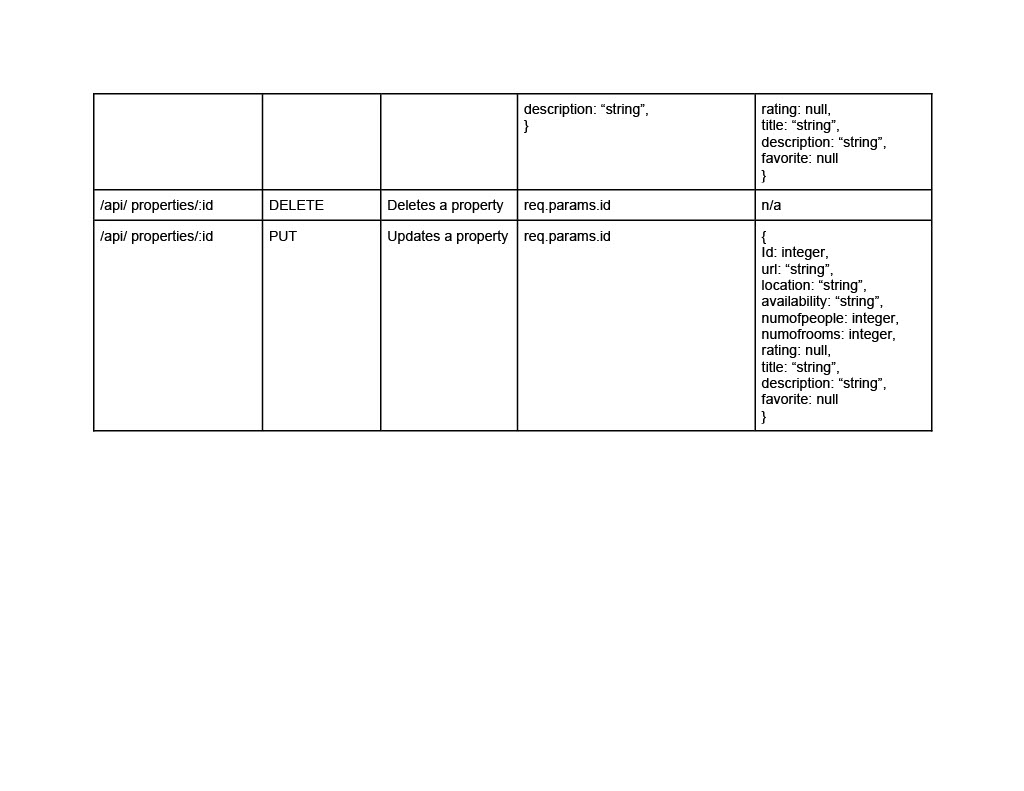 description: “string”,
}
rating: null,
title: “string”,
description: “string”,
favorite: null
}
/api/ properties/:id
DELETE
Deletes a property
req.params.id
n/a
/api/ properties/:id
PUT
Updates a property
req.params.id
{
Id: integer,
url: “string”,
location: “string”,
availability: “string”,
numofpeople: integer,
numofrooms: integer,
rating: null,
title: “string”,
description: “string”,
favorite: null
}